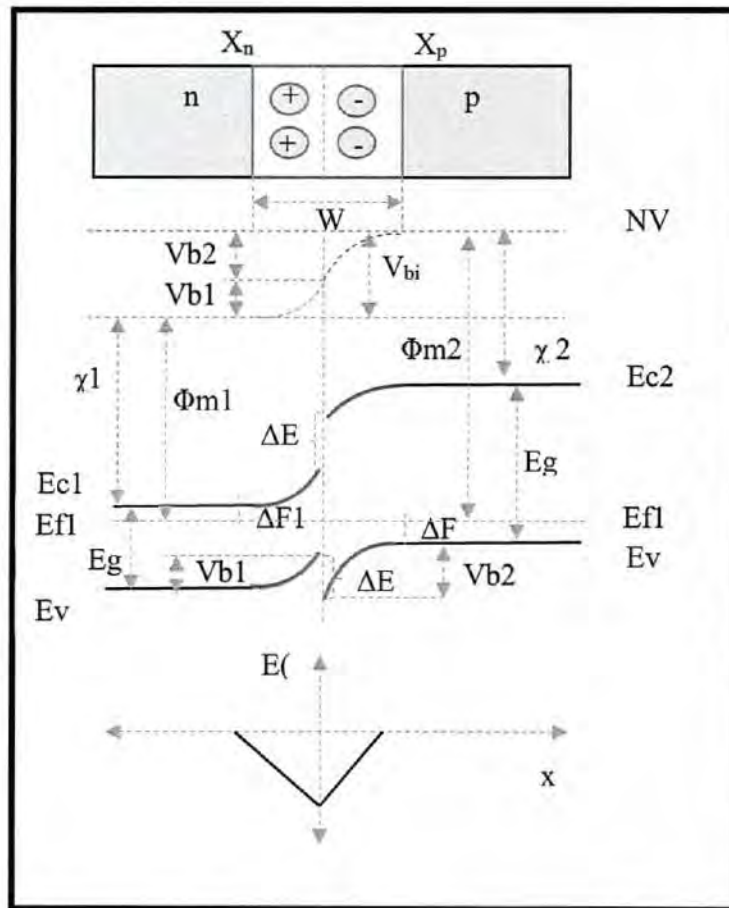 Xn Xp
n + - p
+ -
W NV
Vb2 Vbi
Vb1
χ1 Φm1 Φm2 χ 2
Ec2
ΔE
Ec1 Eg
Ef1 ΔF1 ΔF Ef1
Eg Vb1 ΔE Vb2 Ev
Ev
E(
x